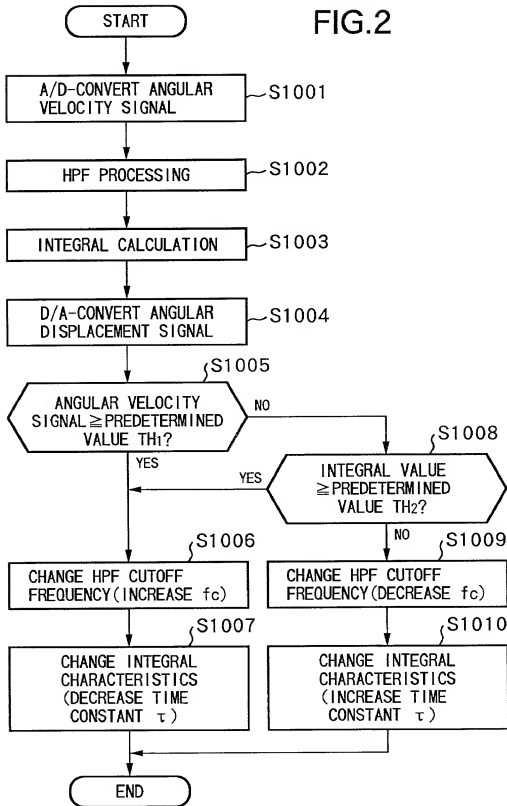 START
FIG.2
A/D-CONVERT ANGULAR
VELOCITY SIGNAL
S1001
HPF PROCESSING
S1002
INTEGRAL CALCULATION
S1003
D/A-CONVERT ANGULAR
DISPLACEMENT SIGNAL
S1004
S1005
ANGULAR VELOCITY
SIGNAL ≧ PREDETERMINED
VALUE TH1?
NO
YES
S1008
INTEGRAL VALUE
≧PREDETERMINED
VALUE TH2?
YES
NO
S1006
CHANGE HPF CUTOFF
FREQUENCY(INCREASE fc)
S1009
CHANGE HPF CUTOFF
FREQUENCY(DECREASE fc)
S1007
CHANGE INTEGRAL
CHARACTERISTICS
(DECREASE TIME
CONSTANT τ)
S1010
CHANGE INTEGRAL
CHARACTERISTICS
(INCREASE TIME
CONSTANT τ)
END